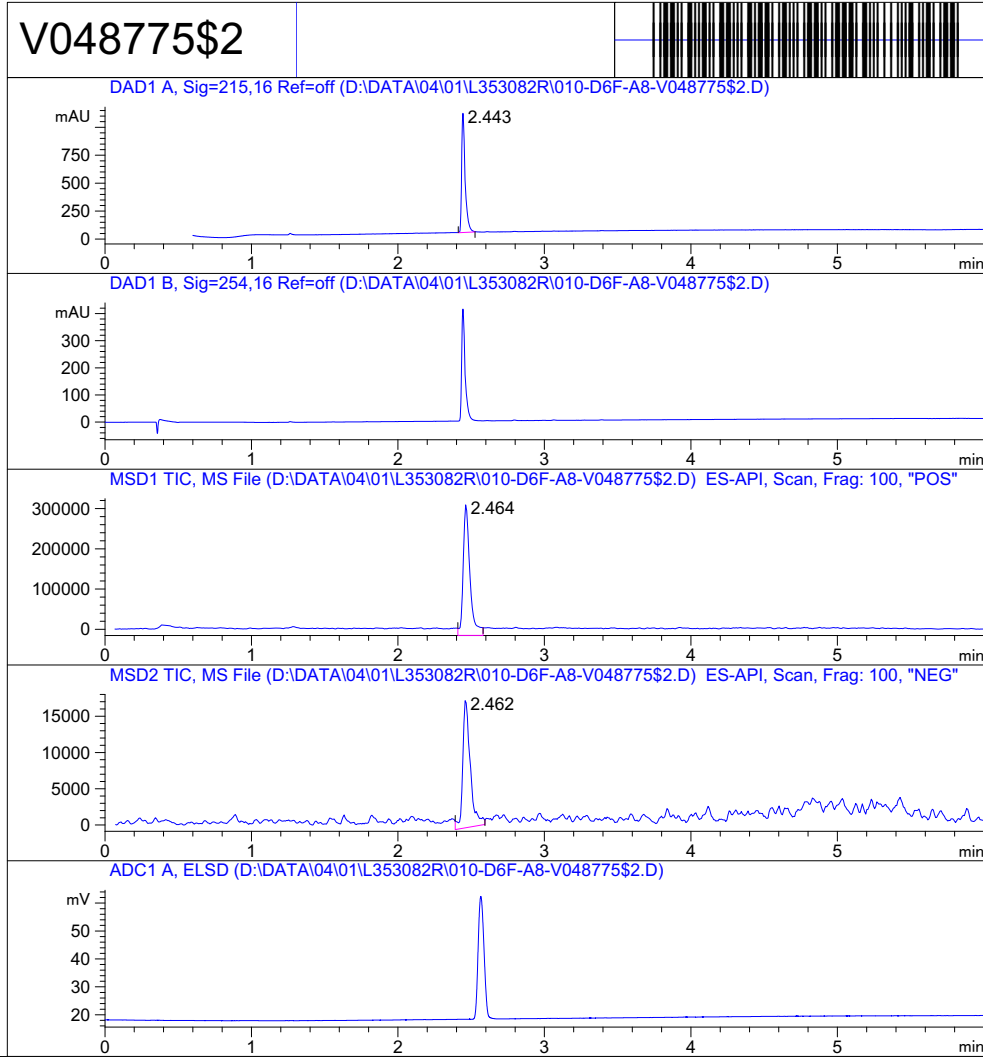 V048775$2
DAD1 A, Sig=215,16 Ref=off (D:\DATA\04\01\L353082R\010-D6F-A8-V048775$2.D)
mAU
2.443
750
500
250
0
0 1 2 3 4 5 min
DAD1 B, Sig=254,16 Ref=off (D:\DATA\04\01\L353082R\010-D6F-A8-V048775$2.D)
mAU
300
200
100
0
0 1 2 3 4 5 min
MSD1 TIC, MS File (D:\DATA\04\01\L353082R\010-D6F-A8-V048775$2.D) ES-API, Scan, Frag: 100, "POS"
300000
2.464
200000
100000
0
0 1 2 3 4 5 min
MSD2 TIC, MS File (D:\DATA\04\01\L353082R\010-D6F-A8-V048775$2.D) ES-API, Scan, Frag: 100, "NEG"
2.462
15000
10000
5000
0
0 1 2 3 4 5 min
ADC1 A, ELSD (D:\DATA\04\01\L353082R\010-D6F-A8-V048775$2.D)
mV
50
40
30
20
0 1 2 3 4 5 min